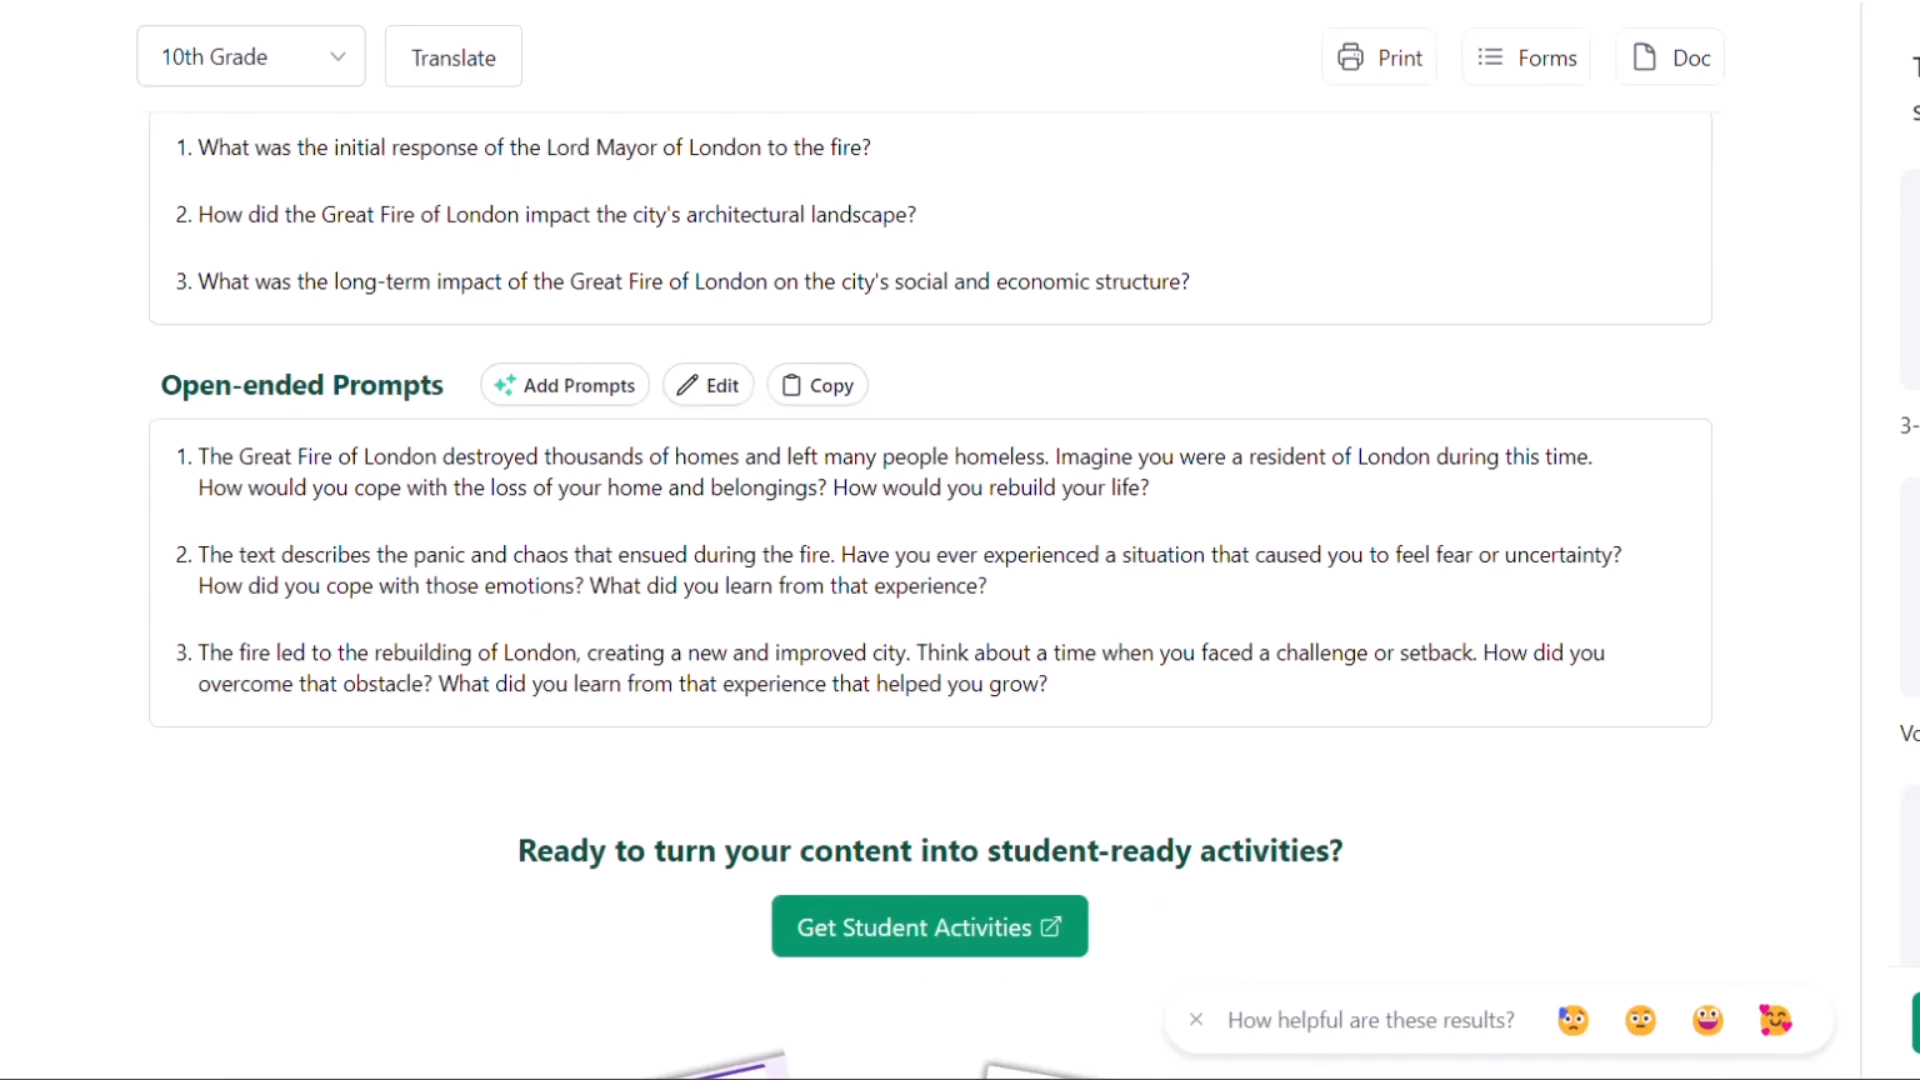 10th Grade
Translate
Print
Forms
Doc
1. What was the initial response of the Lord Mayor of London to the fire?
2. How did the Great Fire of London impact the city's architectural landscape?
3. What was the long-term impact of the Great Fire of London on the city's social and economic structure?
Open-ended Prompts
Add Prompts
Edit
Copy
1. The Great Fire of London destroyed thousands of homes and left many people homeless. Imagine you were a resident of London during this time.
How would you cope with the loss of your home and belongings? How would you rebuild your life?
2. The text describes the panic and chaos that ensued during the fire. Have you ever experienced a situation that caused you to feel fear or uncertainty?
How did you cope with those emotions? What did you learn from that experience?
3. The fire led to the rebuilding of London, creating a new and improved city. Think about a time when you faced a challenge or setback. How did you
overcome that obstacle? What did you learn from that experience that helped you grow?
Ready to turn your content into student-ready activities?
Get Student Activities
How helpful are these results?
3-